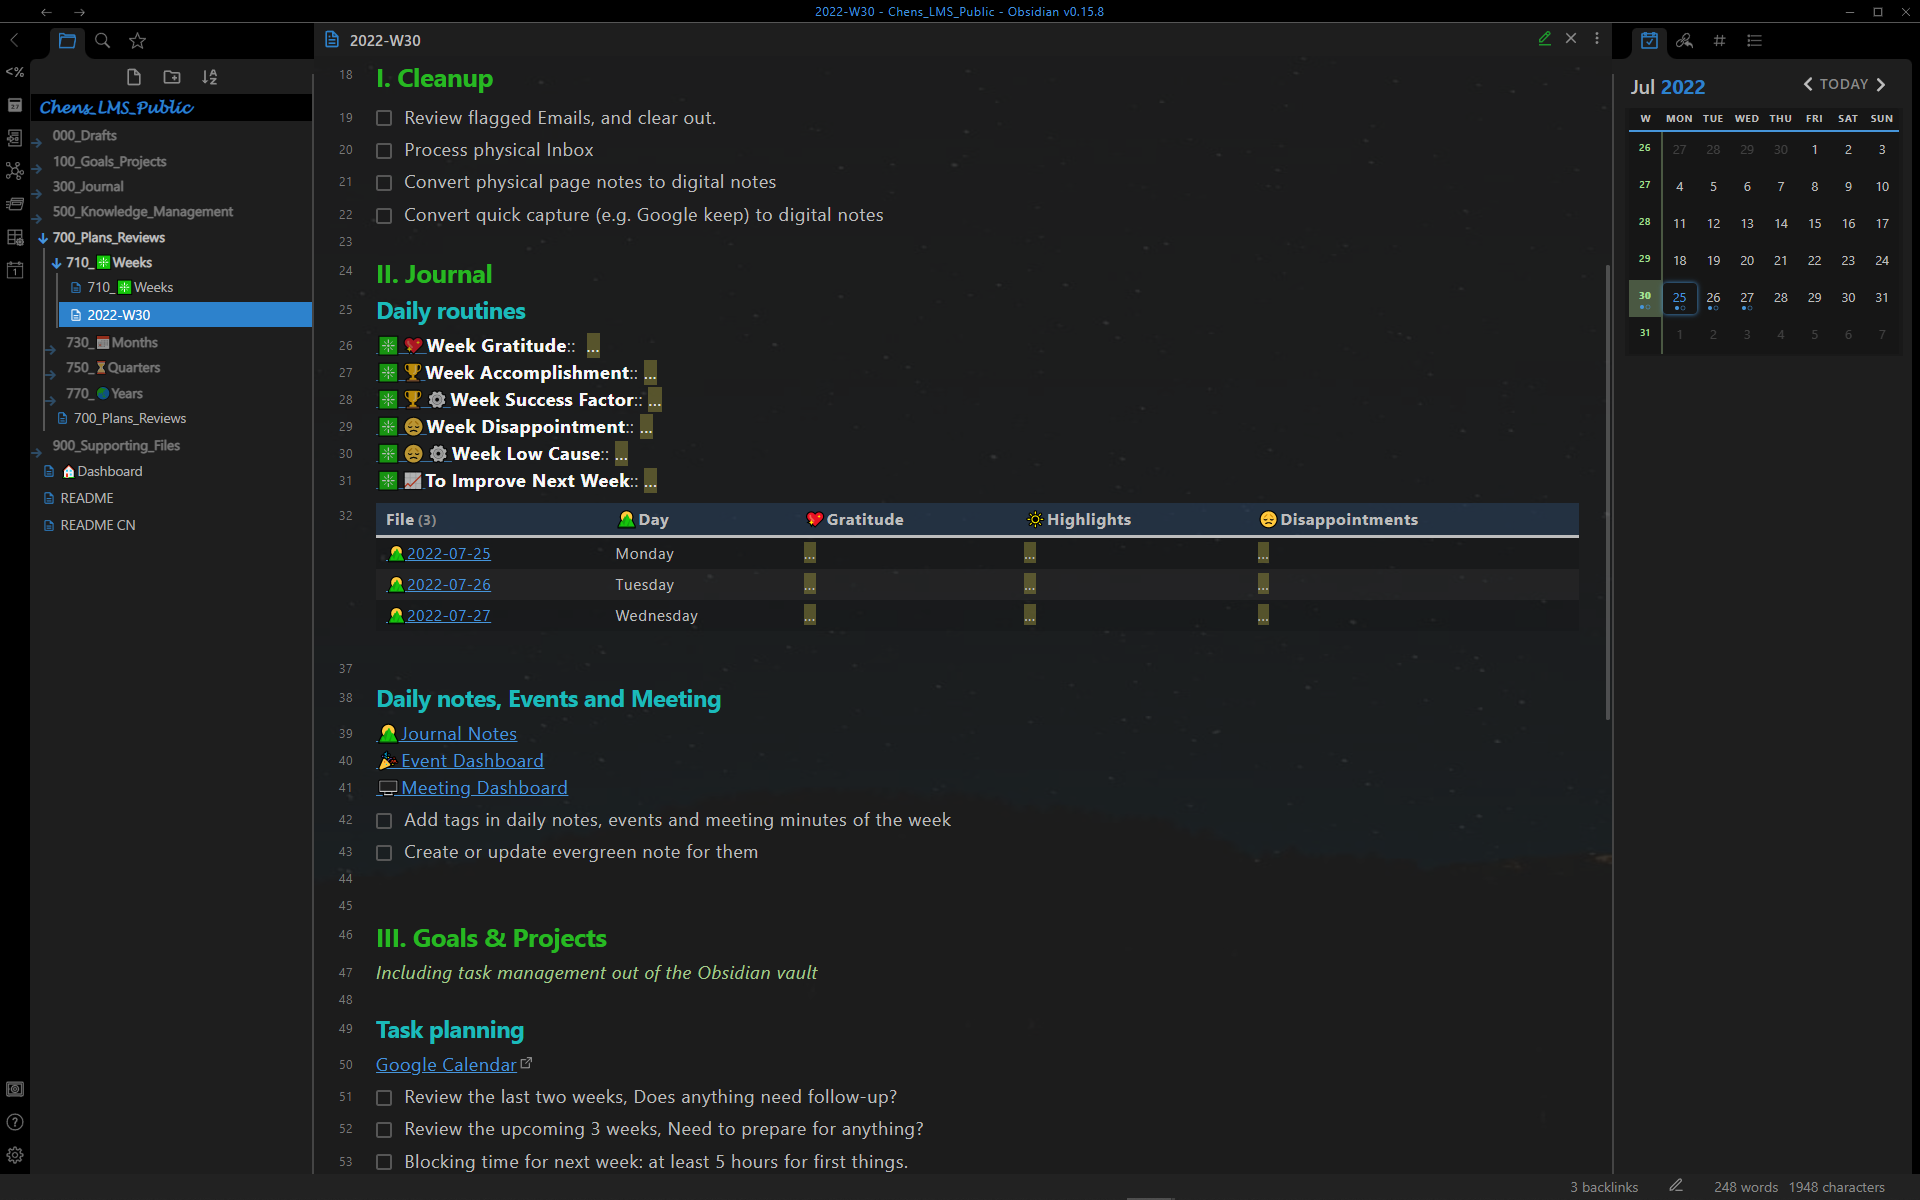 2022-W30 - Chens_LMS_Public - Obsidian v0.15.8
<%
Chens_LMS_Public
000_Drafts
100_Goals_Projects
300_Journal
500_Knowledge_Management
700_Plans_Reviews
710_❇️Weeks
710_❇️Weeks
2022-W30
730_📅Months
750_⌛Quarters
770_🌏Years
700_Plans_Reviews
900_Supporting_Files
🏠Dashboard
README
README CN
2022-W30
18 I. Cleanup
19 Review flagged Emails, and clear out.
20 Process physical Inbox
21 Convert physical page notes to digital notes
22 Convert quick capture (e.g. Google keep) to digital notes
23
24 II. Journal
25 Daily routines
26 ❇️_💖Week Gratitude:: ...
27 ❇️_🏆Week Accomplishment:: ...
28 ❇️_🏆_⚙️_Week Success Factor:: ...
29 ❇️_😔Week Disappointment:: ...
30 ❇️_😔_⚙️_Week Low Cause:: ...
31 ❇️_📈To Improve Next Week:: ...
32 File (3) Day 💖Gratitude 🔆Highlights 😔Disappointments
2022-07-25 Monday ... ... ...
2022-07-26 Tuesday ... ... ...
2022-07-27 Wednesday ... ... ...
37
38 Daily notes, Events and Meeting
39 Journal Notes
40 🎉Event Dashboard
41 Meeting Dashboard
42 Add tags in daily notes, events and meeting minutes of the week
43 Create or update evergreen note for them
44
45
46 III. Goals & Projects
47 Including task management out of the Obsidian vault
48
49 Task planning
50 Google Calendar
51 Review the last two weeks, Does anything need follow-up?
52 Review the upcoming 3 weeks, Need to prepare for anything?
53 Blocking time for next week: at least 5 hours for first things.
Jul 2022 TODAY
W MON TUE WED THU FRI SAT SUN
26 27 28 29 30 1 2 3
27 4 5 6 7 8 9 10
28 11 12 13 14 15 16 17
29 18 19 20 21 22 23 24
30 25 26 27 28 29 30 31
31 1 2 3 4 5 6 7
3 backlinks 248 words 1948 characters